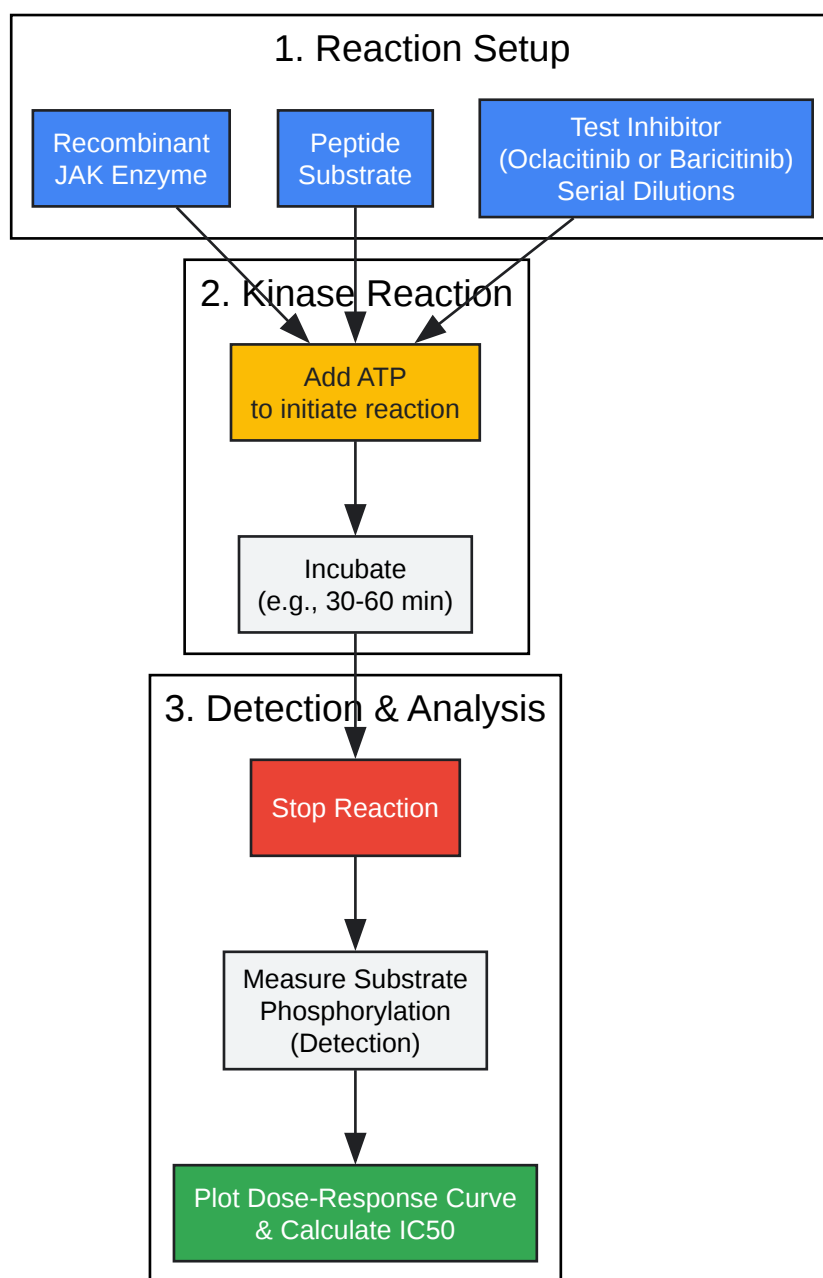 1. Reaction Setup
Recombinant
JAK Enzyme
Peptide
Substrate
Test Inhibitor
(Oclacitinib or Baricitinib)
Serial Dilutions
2. Kinase Reaction
Add ATP
to initiate reaction
Incubate
(e.g., 30-60 min)
3. Detection & Analysis
Stop Reaction
Measure Substrate
Phosphorylation
(Detection)
Plot Dose-Response Curve
& Calculate IC50